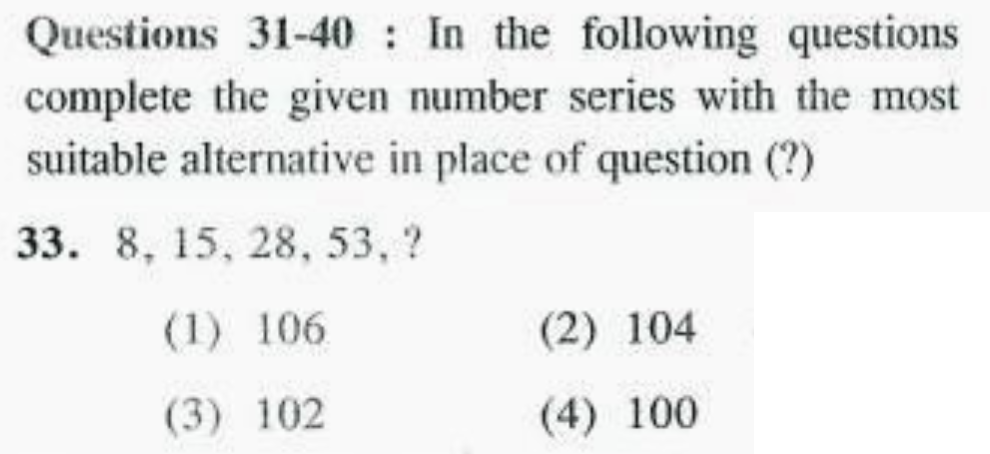 Questions 31-40 : In the following questions
complete the given number series with the most
suitable alternative in place of question (?)
33. 8, 15, 28, 53, ?
(1) 106 (2) 104
(3) 102 (4) 100